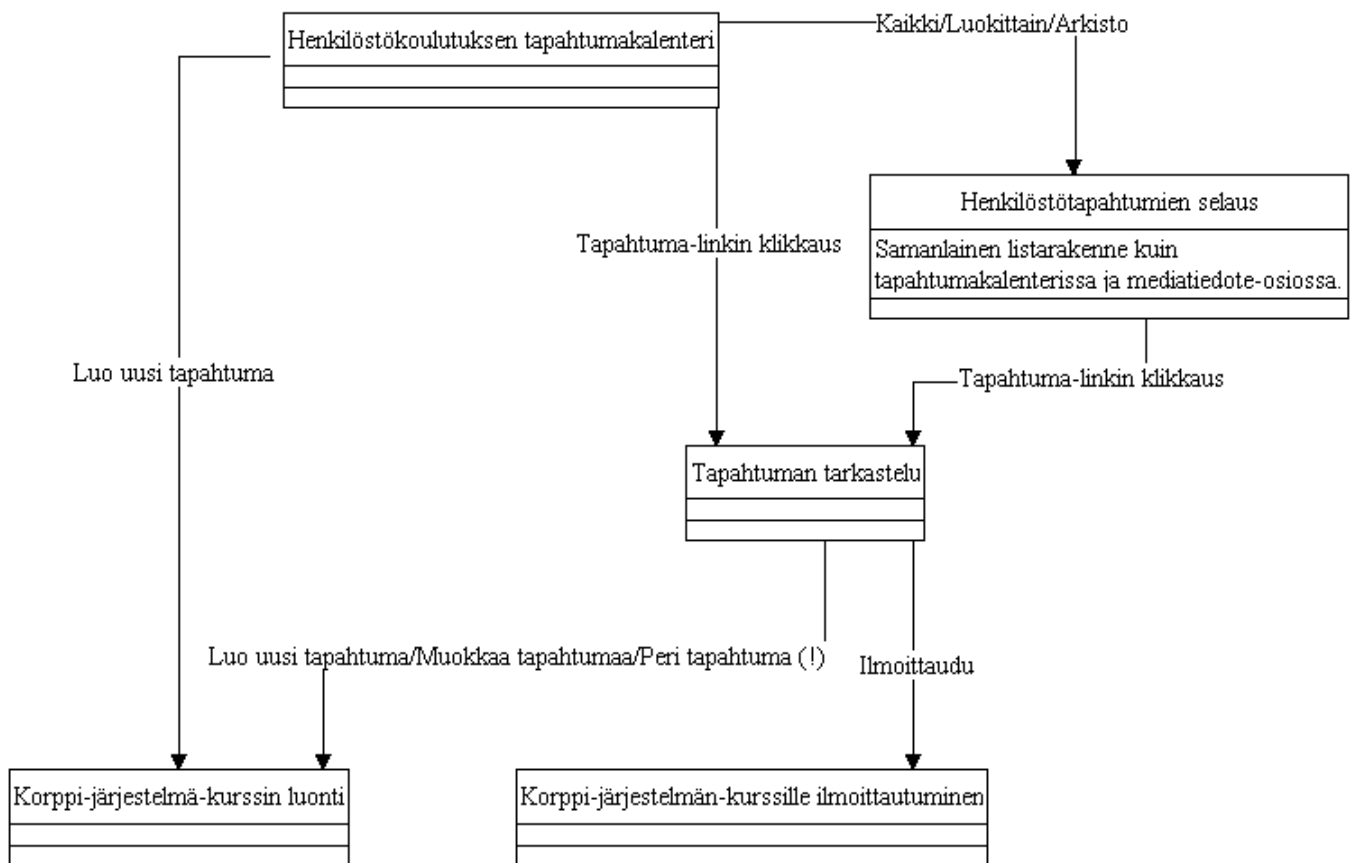 Henkilöstökoulutuksen tapahtumakalenteri
Kaikki/Luokittain/Arkisto
Henkilöstötapahtumien selaus
Samanlainen listarakenne kuin
tapahtumakalenterissa ja mediatiedote-osiossa.
Tapahtuma-linkin klikkaus
Luo uusi tapahtuma
Tapahtuma-linkin klikkaus
Tapahtuman tarkastelu
Luo uusi tapahtuma/Muokkaa tapahtumaa/Peri tapahtuma (!)
Ilmoittaudu
Korppi-järjestelmä-kurssin luonti
Korppi-järjestelmän-kurssille ilmoittautuminen